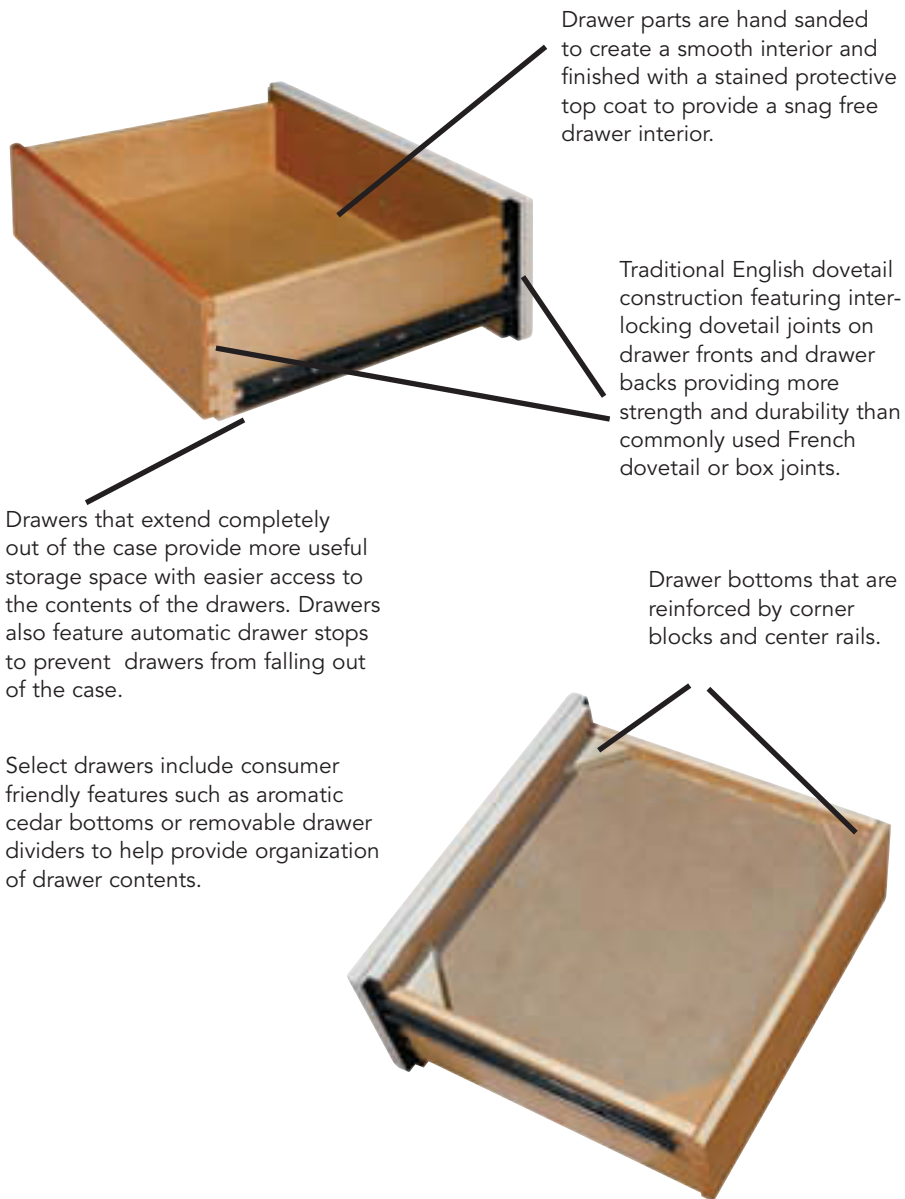 Drawer parts are hand sanded
to create a smooth interior and
finished with a stained protective
top coat to provide a snag free
drawer interior.
Traditional English dovetail
construction featuring inter-
locking dovetail joints on
drawer fronts and drawer
backs providing more
strength and durability than
commonly used French
dovetail or box joints.
Drawers that extend completely
out of the case provide more useful
storage space with easier access to
the contents of the drawers. Drawers
also feature automatic drawer stops
to prevent drawers from falling out
of the case.
Drawer bottoms that are
reinforced by corner
blocks and center rails.
Select drawers include consumer
friendly features such as aromatic
cedar bottoms or removable drawer
dividers to help provide organization
of drawer contents.